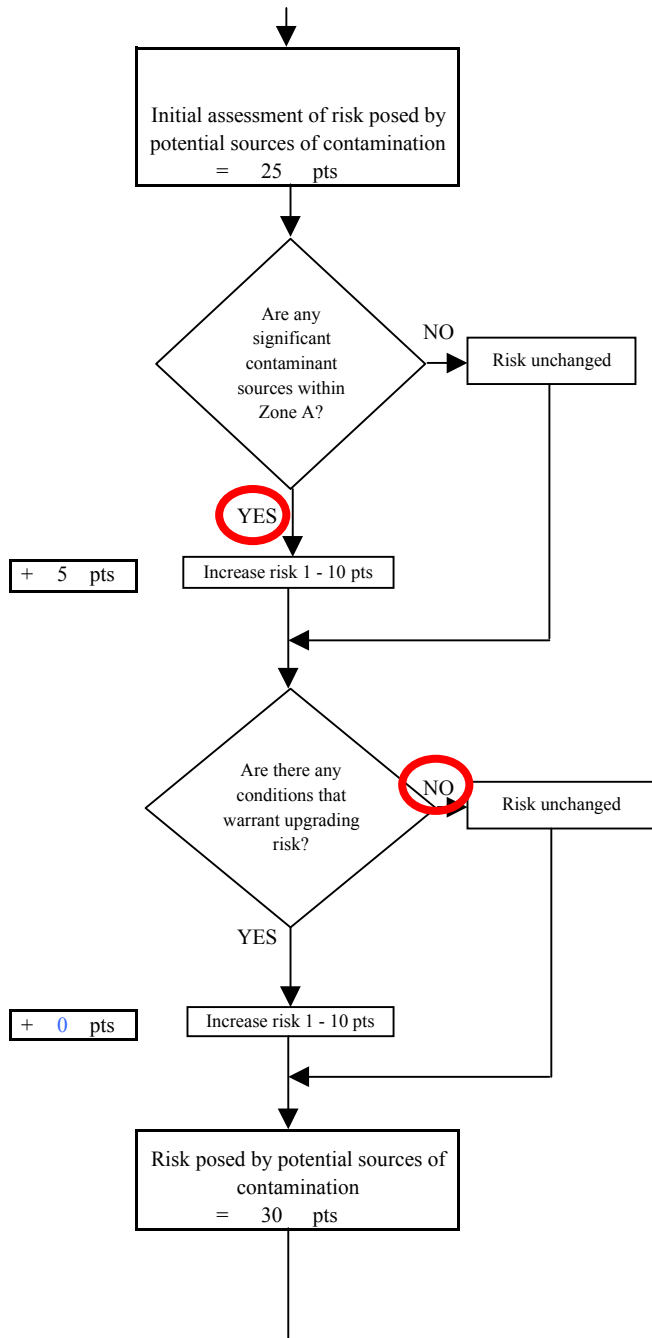 Initial assessment of risk posed by
potential sources of contamination
= 25 pts
Are any
significant
contaminant
sources within
Zone A?
NO
Risk unchanged
YES
+ 5 pts
Increase risk 1 - 10 pts
Are there any
conditions that
warrant upgrading
risk?
NO
Risk unchanged
YES
+ 0 pts
Increase risk 1 - 10 pts
Risk posed by potential sources of
contamination
= 30 pts